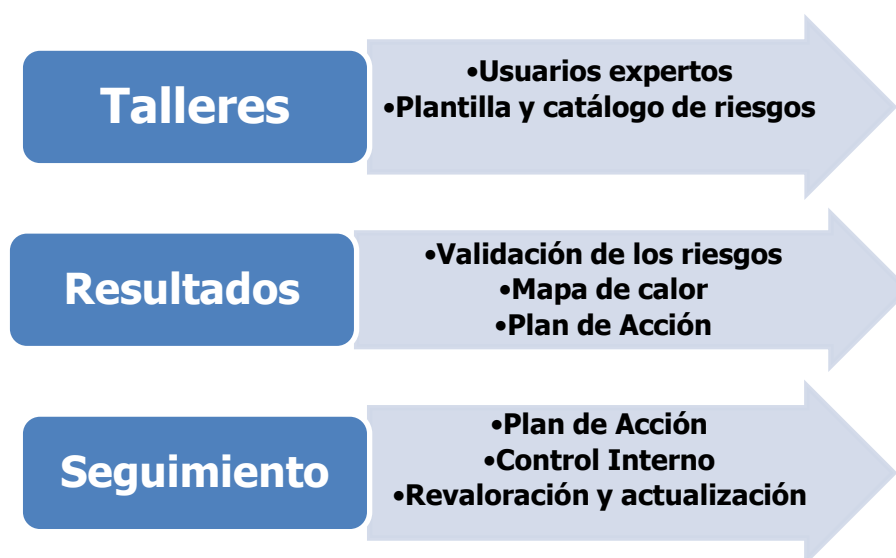 Talleres
•Usuarios expertos
•Plantilla y catálogo de riesgos
Resultados
•Validación de los riesgos
•Mapa de calor
•Plan de Acción
Seguimiento
•Plan de Acción
•Control Interno
•Revaloración y actualización